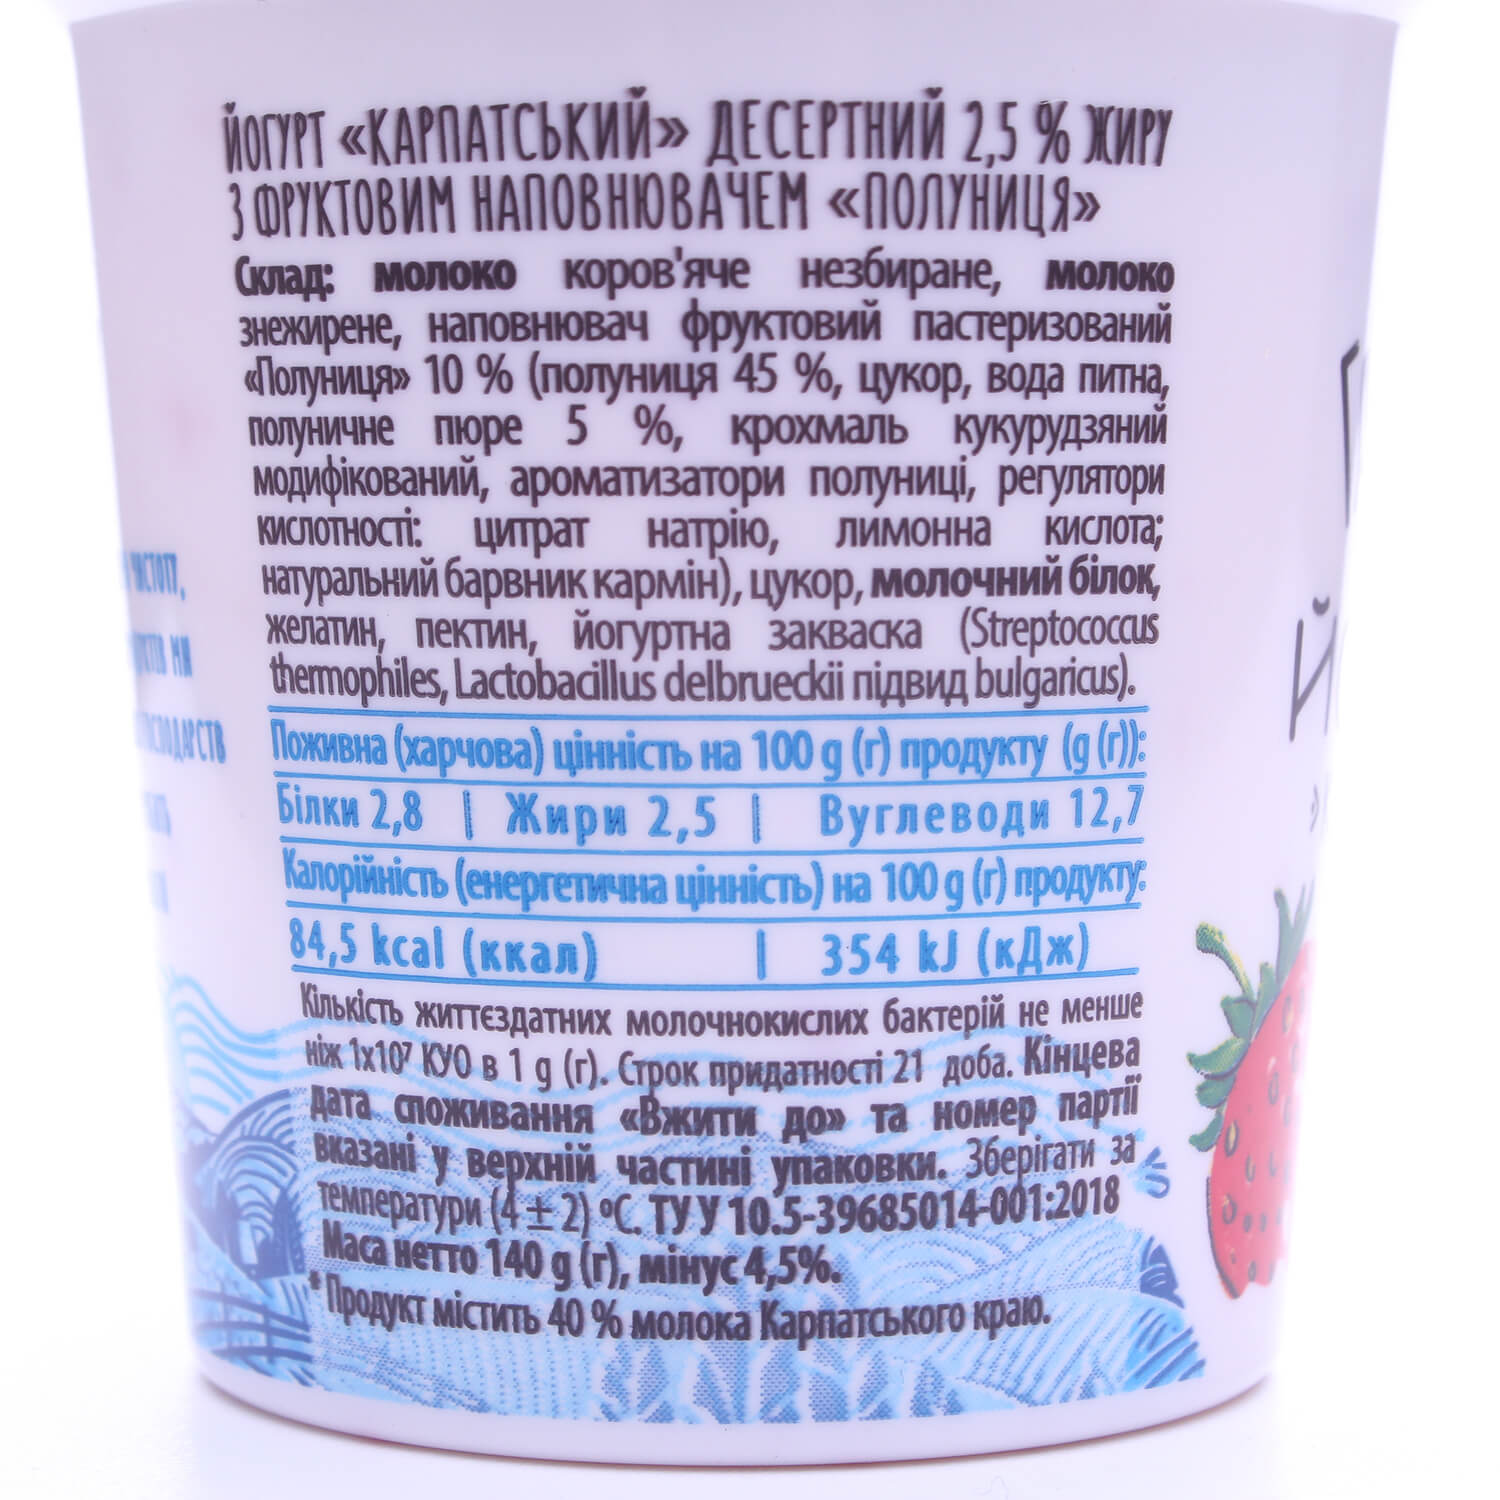 ЙОГУРТ «КАРПАТСЬКИЙ» ДЕСЕРТНИЙ 2,5 % ЖИРУ
З ФРУКТОВИМ НАПОВНЮВАЧЕМ «ПОЛУНИЦЯ»
Склад: молоко коров'яче незбиране, молоко
знежирене, наповнювач фруктовий пастеризований
«Полуниця» 10 % (полуниця 45 %, цукор, вода питна,
полуничне пюре 5 %, крохмаль кукурудзяний
модифікований, ароматизатори полуниці, регулятори
кислотності: цитрат натрію, лимонна кислота;
натуральний барвник кармін), цукор, молочний білок,
желатин, пектин, йогуртна закваска (Streptococcus
thermophiles, Lactobacillus delbrueckii підвид bulgaricus).
Поживна (харчова) цінність на 100 g (г) продукту (g (г)):
Білки 2,8 | Жири 2,5 | Вуглеводи 12,7
Калорійність (енергетична цінність) на 100 g (г) продукту:
84,5 kcal (ккал) | 354 kJ (кДж)
Кількість життєздатних молочнокислих бактерій не менше
ніж 1х10⁷ КУО в 1 g (г). Строк придатності 21 доба. Кінцева
дата споживання «Вжити до» та номер партії
вказані у верхній частині упаковки. Зберігати за
температури (4 ± 2) ºС. ТУ У 10.5-39685014-001:2018
Маса нетто 140 g (г), мінус 4,5%.
* Продукт містить 40 % молока Карпатського краю.